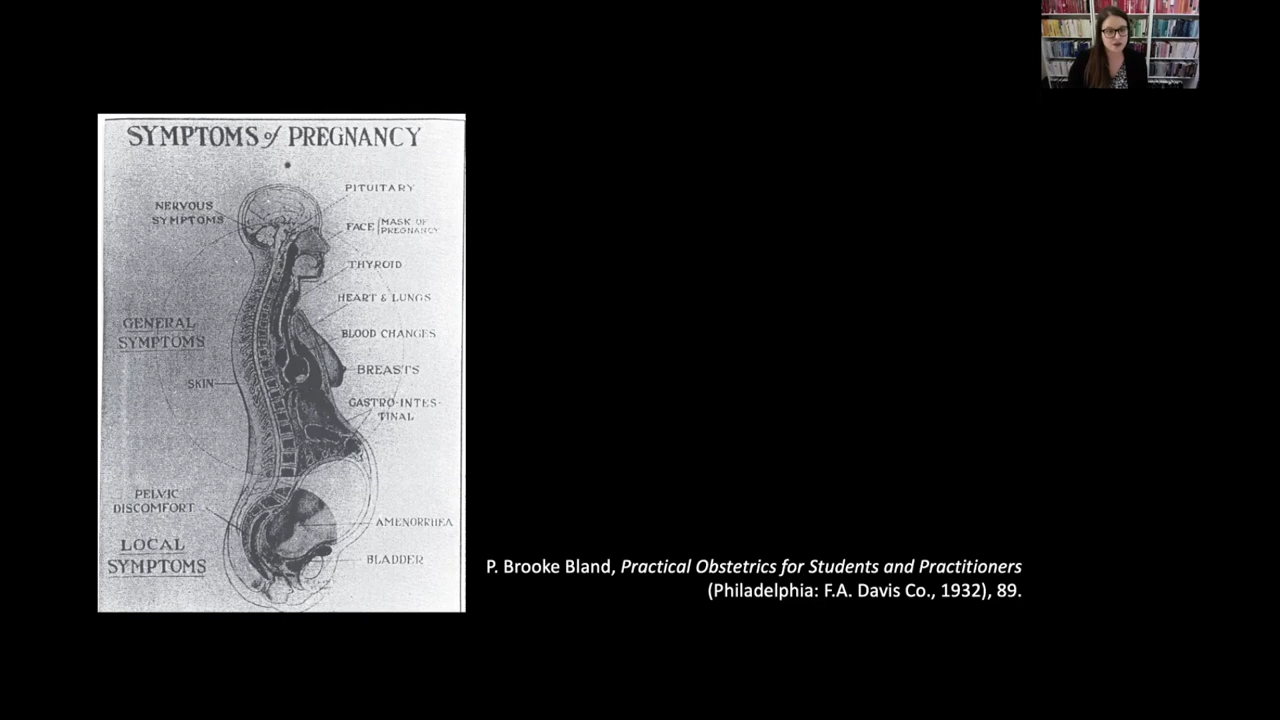 SYMPTOMS of PREGNANCY
PITUITARY
NERVOUS
SYMPTOMS
FACE
MASK OF
PREGNANCY
THYROID
HEART & LUNGS
GENERAL
SYMPTOMS
BLOOD CHANGES
BREASTS
SKIN
GASTRO-INTES-
TINAL
PELVIC
DISCOMFORT
AMENORRHEA
LOCAL
SYMPTOMS
BLADDER
P. Brooke Bland, Practical Obstetrics for Students and Practitioners
(Philadelphia: F.A. Davis Co., 1932), 89.